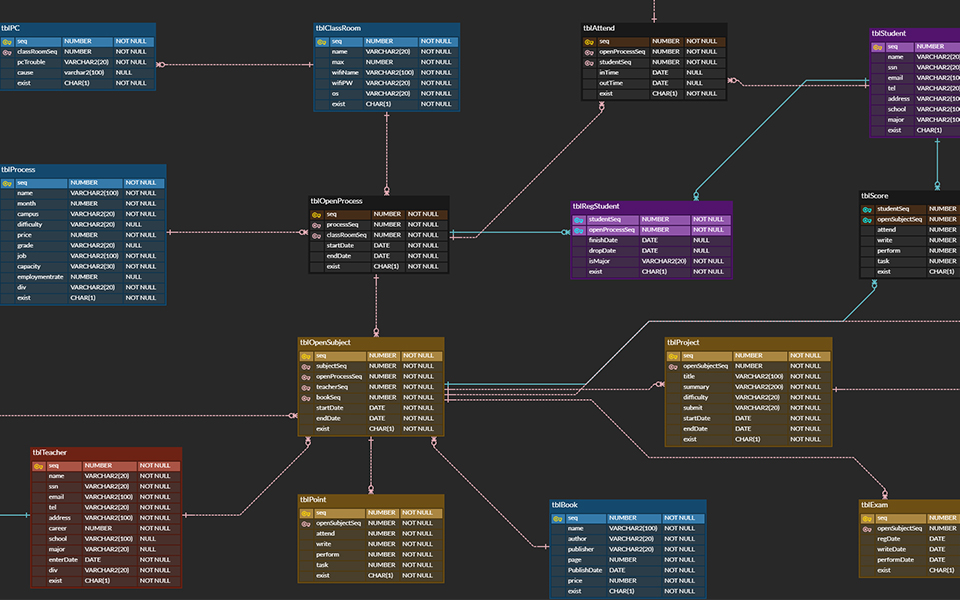 tblPC
seq NUMBER NOT NULL
classRoomSeq NUMBER NOT NULL
pcTrouble VARCHAR2(20) NOT NULL
cause varchar2(100) NULL
exist CHAR(1) NOT NULL
tblClassRoom
seq NUMBER NOT NULL
name VARCHAR2(20) NOT NULL
max NUMBER NOT NULL
wifiName VARCHAR2(100) NOT NULL
wifiPW VARCHAR2(20) NOT NULL
os VARCHAR2(20) NOT NULL
exist CHAR(1) NOT NULL
tblAttend
seq NUMBER NOT NULL
openProcessSeq NUMBER NOT NULL
studentSeq NUMBER NOT NULL
inTime DATE NULL
outTime DATE NULL
exist CHAR(1) NOT NULL
tblStudent
seq NUMBER
name VARCHAR2(20)
ssn VARCHAR2(20)
email VARCHAR2(100)
tel VARCHAR2(20)
address VARCHAR2(100)
school VARCHAR2(100)
major VARCHAR2(100)
exist CHAR(1)
tblProcess
seq NUMBER NOT NULL
name VARCHAR2(100) NOT NULL
month NUMBER NOT NULL
campus VARCHAR2(20) NOT NULL
difficulty VARCHAR2(20) NULL
price NUMBER NOT NULL
grade VARCHAR2(20) NOT NULL
job VARCHAR2(100) NOT NULL
capacity VARCHAR2(30) NOT NULL
employmentrate NUMBER NULL
div VARCHAR2(20) NOT NULL
exist CHAR(1) NOT NULL
tblOpenProcess
seq NUMBER NOT NULL
processSeq NUMBER NOT NULL
classRoomSeq NUMBER NOT NULL
startDate DATE NOT NULL
endDate DATE NOT NULL
exist CHAR(1) NOT NULL
tblRegStudent
studentSeq NUMBER NOT NULL
openProcessSeq NUMBER NOT NULL
finishDate DATE NULL
dropDate DATE NULL
isMajor VARCHAR2(20) NOT NULL
exist CHAR(1) NOT NULL
tblScore
studentSeq NUMBER
openSubjectSeq NUMBER
attend NUMBER
write NUMBER
perform NUMBER
task NUMBER
exist CHAR(1)
tblOpenSubject
seq NUMBER NOT NULL
subjectSeq NUMBER NOT NULL
openProcessSeq NUMBER NOT NULL
teacherSeq NUMBER NOT NULL
bookSeq NUMBER NOT NULL
startDate DATE NOT NULL
endDate DATE NOT NULL
exist CHAR(1) NOT NULL
tblProject
seq NUMBER NOT NULL
openSubjectSeq NUMBER NOT NULL
title VARCHAR2(100) NOT NULL
summary VARCHAR2(200) NOT NULL
difficulty VARCHAR2(20) NOT NULL
submit VARCHAR2(20) NOT NULL
startDate DATE NOT NULL
endDate DATE NOT NULL
exist CHAR(1) NOT NULL
tblTeacher
seq NUMBER NOT NULL
name VARCHAR2(20) NOT NULL
ssn VARCHAR2(20) NOT NULL
email VARCHAR2(100) NOT NULL
tel VARCHAR2(20) NOT NULL
address VARCHAR2(100) NOT NULL
career NUMBER NOT NULL
school VARCHAR2(100) NULL
major VARCHAR2(20) NULL
enterDate DATE NOT NULL
div VARCHAR2(20) NOT NULL
exist CHAR(1) NOT NULL
tblPoint
seq NUMBER NOT NULL
openSubjectSeq NUMBER NOT NULL
attend NUMBER NOT NULL
write NUMBER NOT NULL
perform NUMBER NOT NULL
task NUMBER NOT NULL
exist CHAR(1) NOT NULL
tblBook
seq NUMBER NOT NULL
name VARCHAR2(100) NOT NULL
author VARCHAR2(20) NOT NULL
publisher VARCHAR2(20) NOT NULL
page NUMBER NOT NULL
PublishDate DATE NOT NULL
price NUMBER NOT NULL
exist CHAR(1) NOT NULL
tblExam
seq NUMBER
openSubjectSeq NUMBER
regDate DATE
writeDate DATE
performDate DATE
exist CHAR(1)